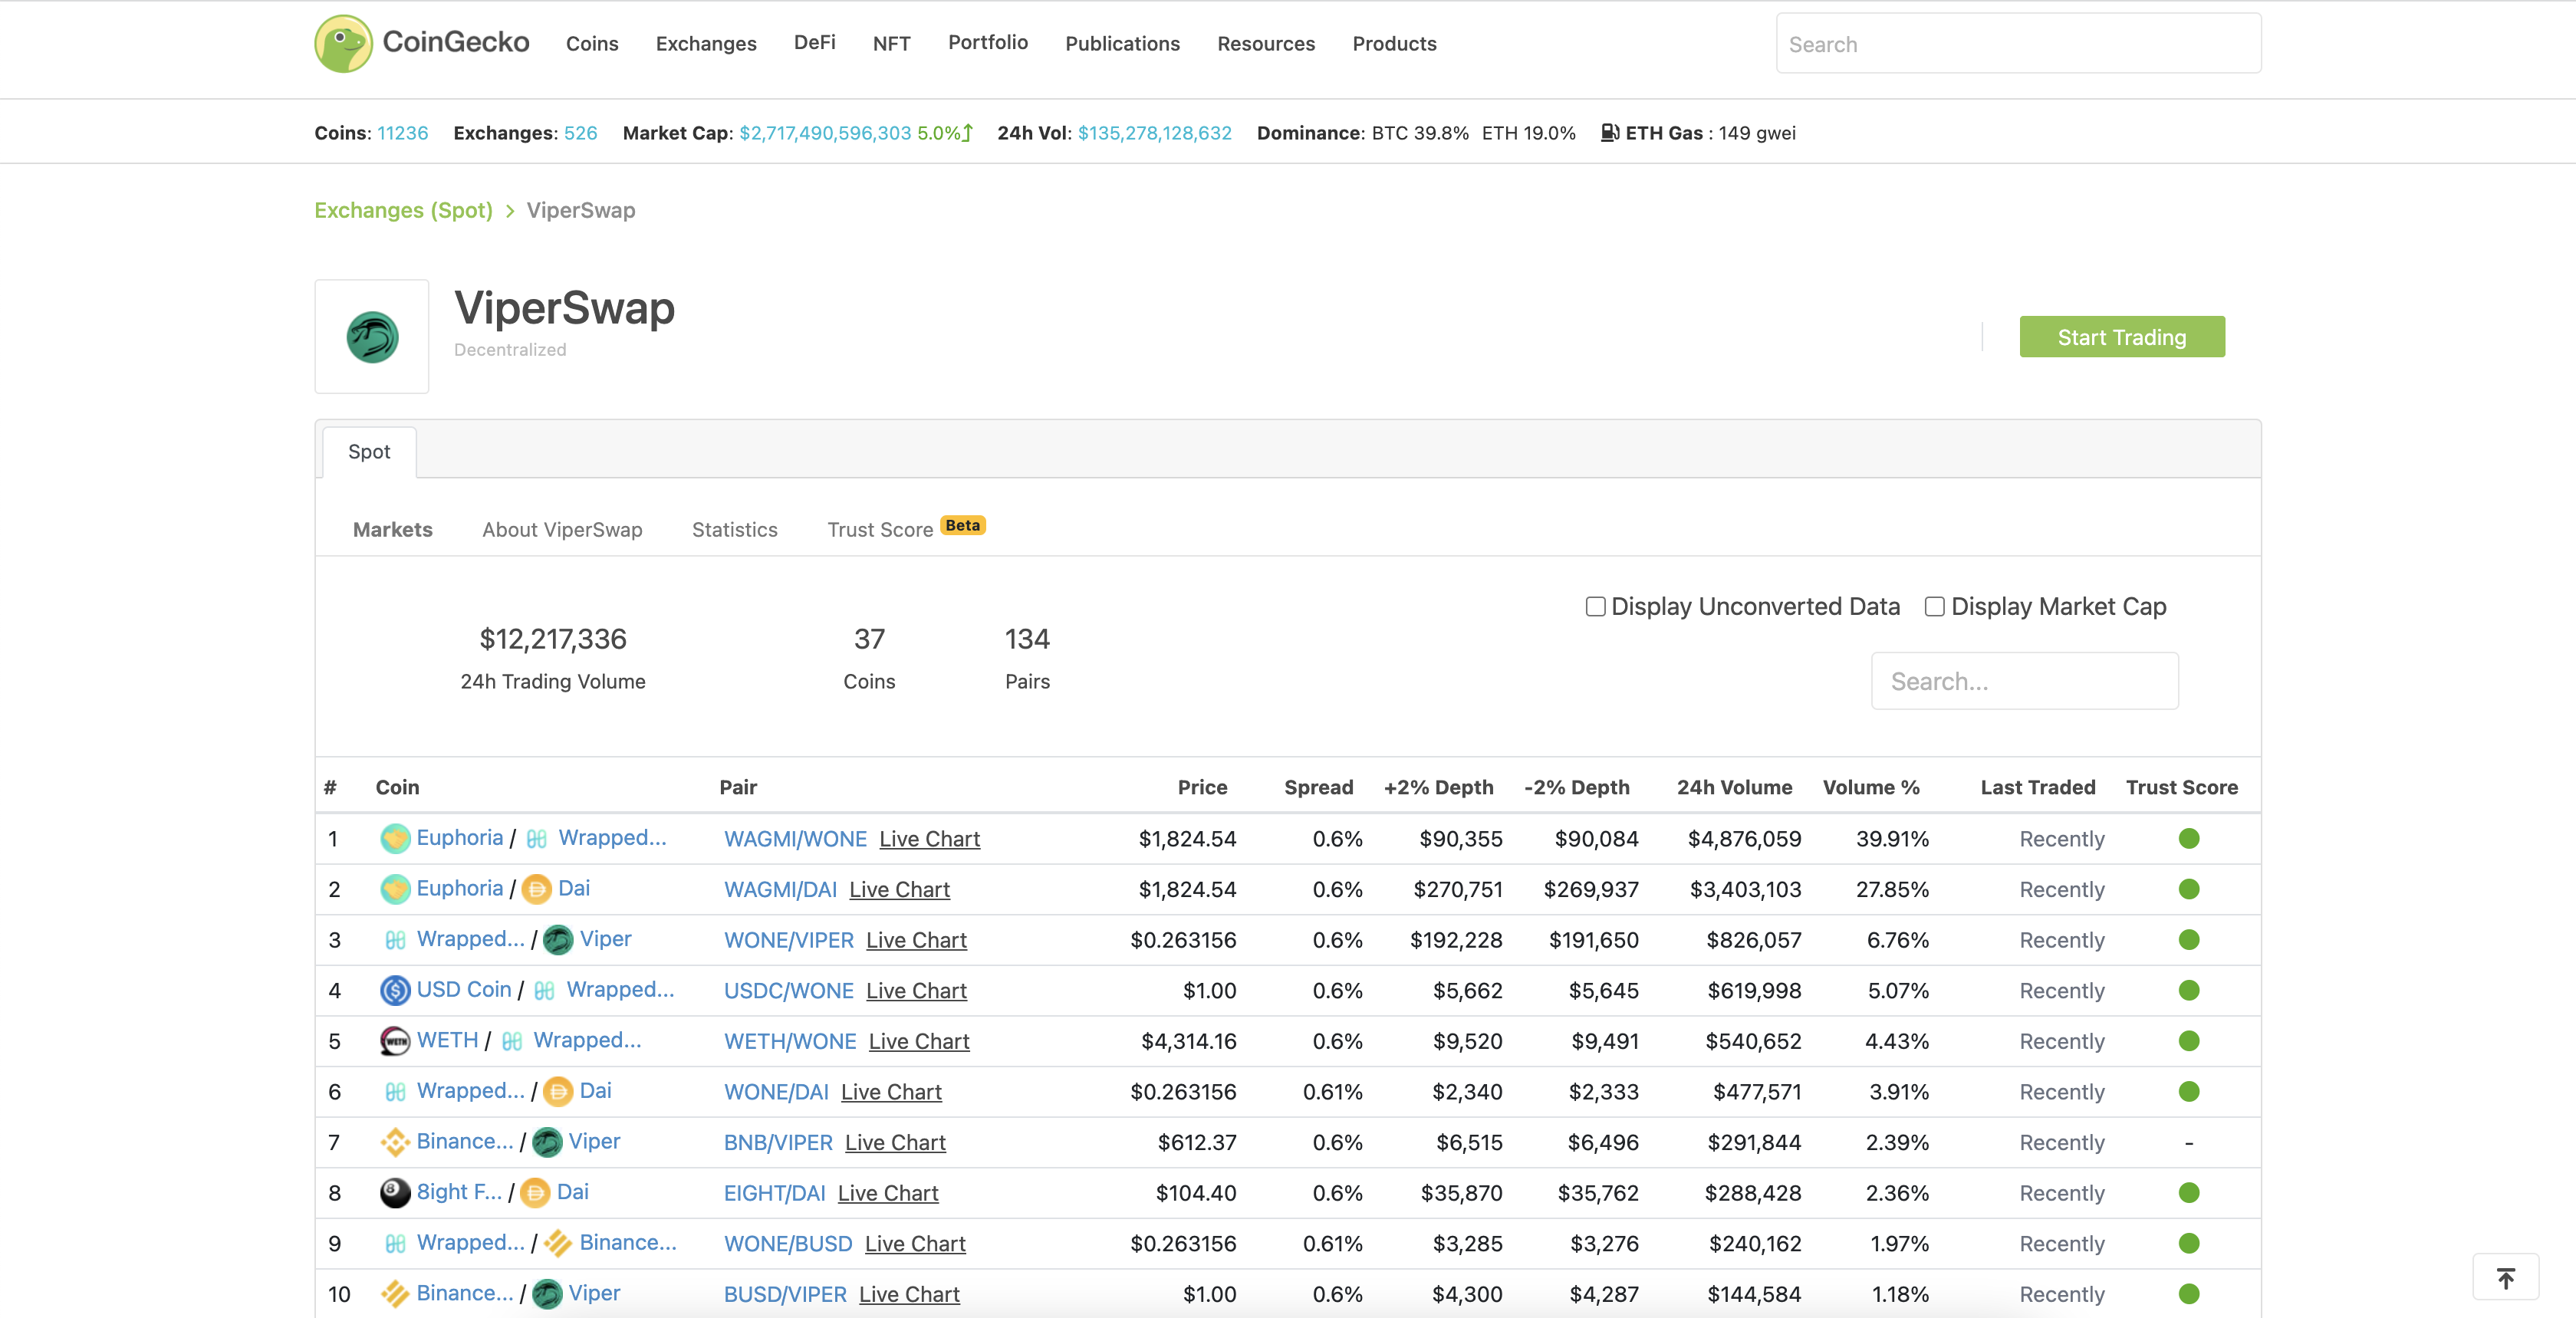 CoinGecko Coins Exchanges DeFi NFT Portfolio Publications Resources Products Search
Coins: 11236 Exchanges: 526 Market Cap: $2,717,490,596,303 5.0% 24h Vol: $135,278,128,632 Dominance: BTC 39.8% ETH 19.0% ETH Gas : 149 gwei
Exchanges (Spot) > ViperSwap
ViperSwap
Decentralized
Start Trading
Spot
Markets About ViperSwap Statistics Trust Score Beta
Display Unconverted Data Display Market Cap
$12,217,336 37 134
24h Trading Volume Coins Pairs
Search...
# Coin Pair Price Spread +2% Depth -2% Depth 24h Volume Volume % Last Traded Trust Score
1 Euphoria / Wrapped... WAGMI/WONE Live Chart $1,824.54 0.6% $90,355 $90,084 $4,876,059 39.91% Recently
2 Euphoria / Dai WAGMI/DAI Live Chart $1,824.54 0.6% $270,751 $269,937 $3,403,103 27.85% Recently
3 Wrapped... / Viper WONE/VIPER Live Chart $0.263156 0.6% $192,228 $191,650 $826,057 6.76% Recently
4 USD Coin / Wrapped... USDC/WONE Live Chart $1.00 0.6% $5,662 $5,645 $619,998 5.07% Recently
5 WETH WETH / Wrapped... WETH/WONE Live Chart $4,314.16 0.6% $9,520 $9,491 $540,652 4.43% Recently
6 Wrapped... / Dai WONE/DAI Live Chart $0.263156 0.61% $2,340 $2,333 $477,571 3.91% Recently
7 Binance... / Viper BNB/VIPER Live Chart $612.37 0.6% $6,515 $6,496 $291,844 2.39% Recently -
8 8 8ight F... / Dai EIGHT/DAI Live Chart $104.40 0.6% $35,870 $35,762 $288,428 2.36% Recently
9 Wrapped... / Binance... WONE/BUSD Live Chart $0.263156 0.61% $3,285 $3,276 $240,162 1.97% Recently
10 Binance... / Viper BUSD/VIPER Live Chart $1.00 0.6% $4,300 $4,287 $144,584 1.18% Recently